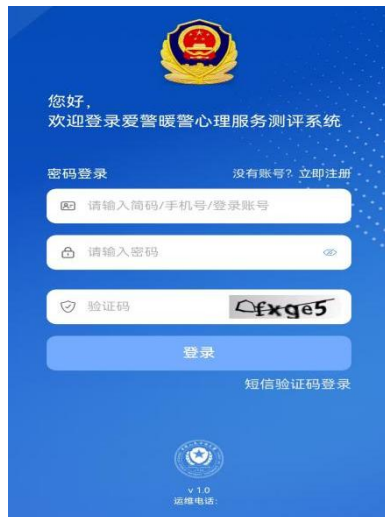 您好，
欢迎登录爱警暖警心理服务测评系统
密码登录
没有账号? 立即注册
请输入简码/手机号/登录账号
请输入密码
验证码
fxge5
登录
短信验证码登录
v 1.0
运维电话: